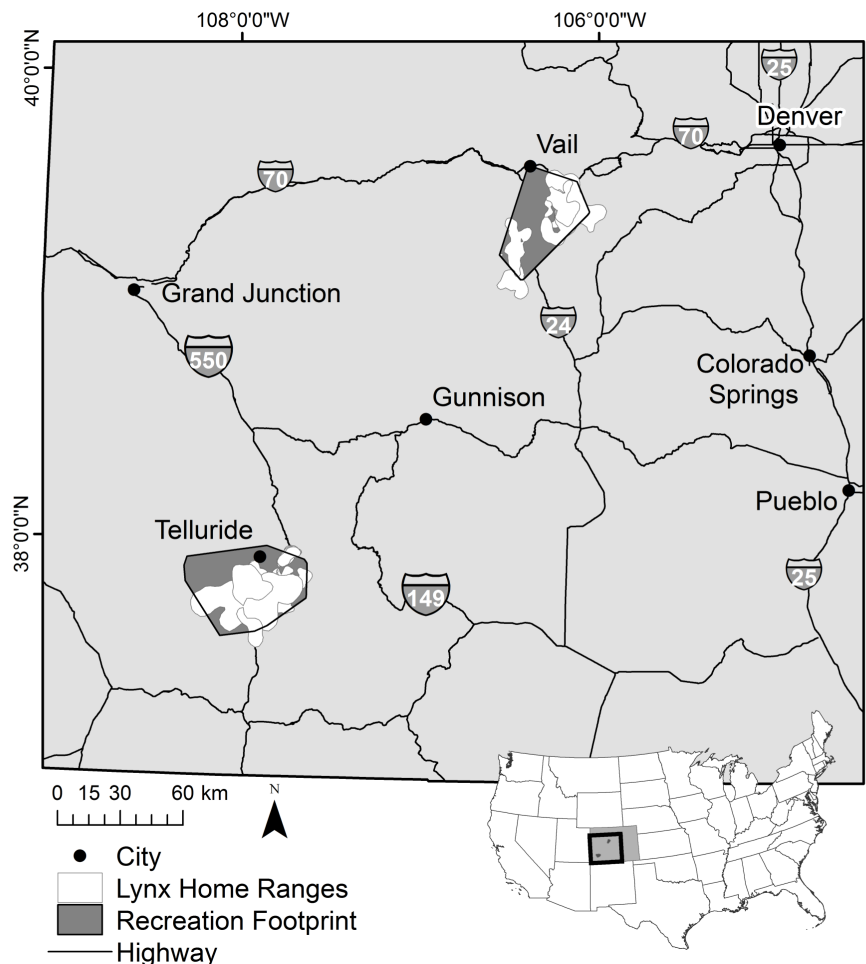 108°0'0"W
106°0'0"W
40°0'0"N
25
Denver
70
Vail
70
Grand Junction
24
550
Colorado
Springs
Gunnison
Pueblo
38°0'0"N
Telluride
25
149
0 15 30 60 km
N
City
Lynx Home Ranges
Recreation Footprint
Highway